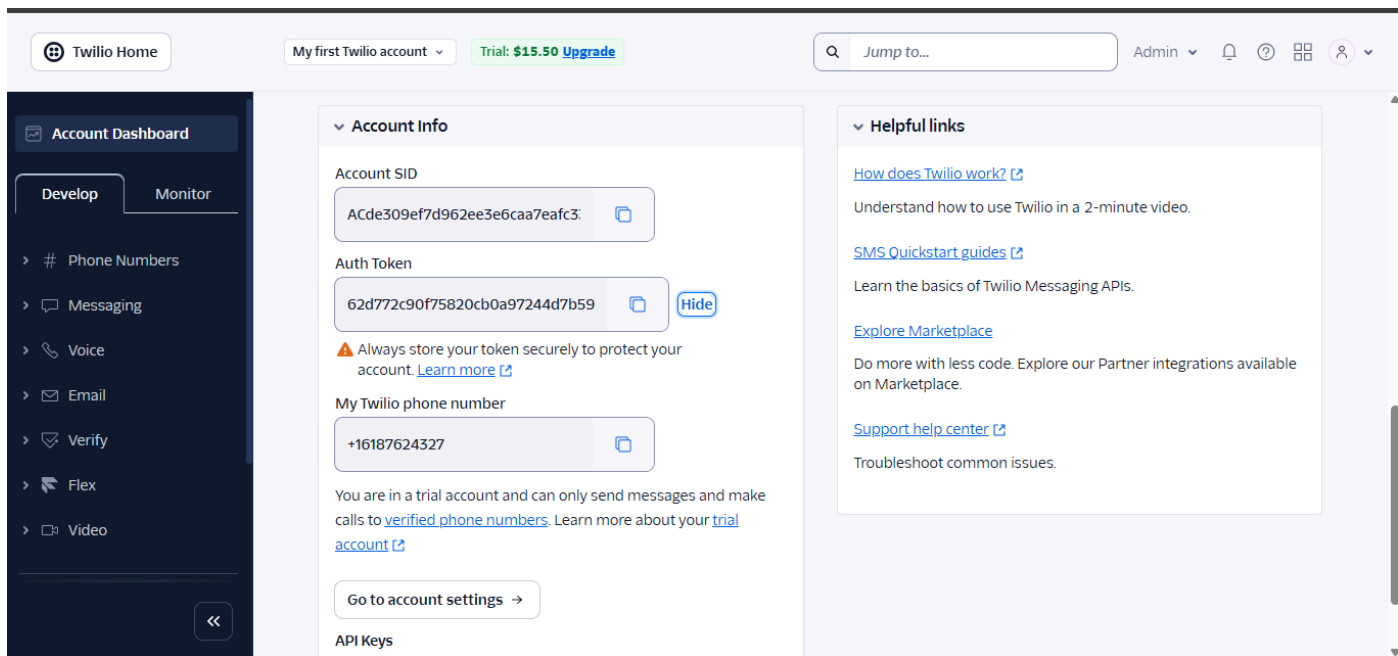 Twilio Home
My first Twilio account
Trial: $15.50 Upgrade
Jump to...
Admin
Account Dashboard
Develop
Monitor
Phone Numbers
Messaging
Voice
Email
Verify
Flex
Video
Account Info
Account SID
ACde309ef7d962ee3e6caa7eafc3
Auth Token
62d772c90f75820cb0a97244d7b59
Hide
Always store your token securely to protect your
account. Learn more
My Twilio phone number
+16187624327
You are in a trial account and can only send messages and make
calls to verified phone numbers. Learn more about your trial
account
Go to account settings →
API Keys
Helpful links
How does Twilio work?
Understand how to use Twilio in a 2-minute video.
SMS Quickstart guides
Learn the basics of Twilio Messaging APIs.
Explore Marketplace
Do more with less code. Explore our Partner integrations available
on Marketplace.
Support help center
Troubleshoot common issues.